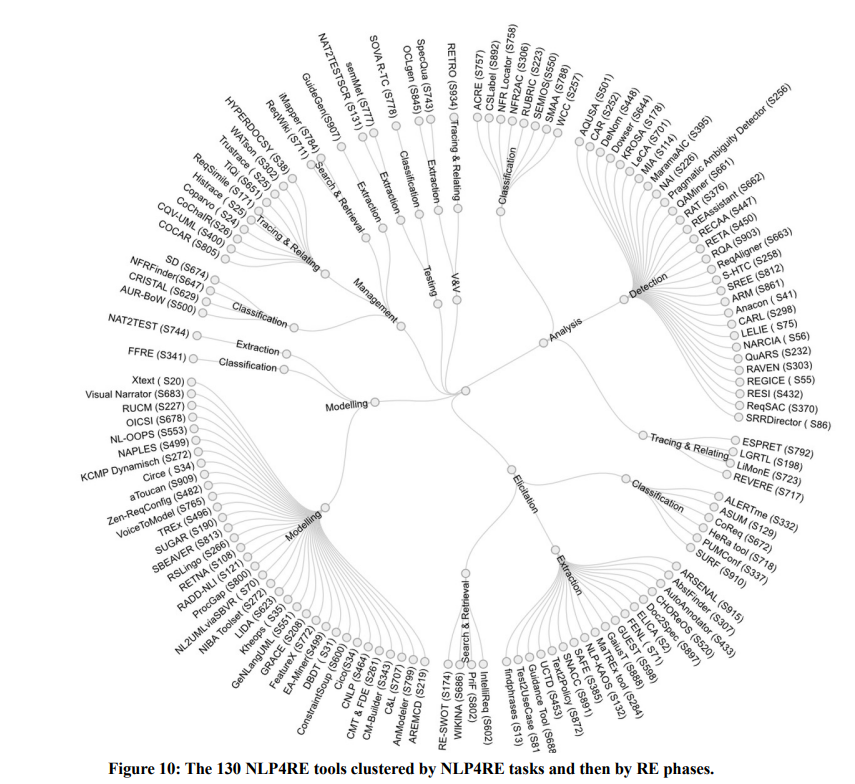 RETRO (S934)
SpecQua (S743)
OCLgen (S845)
SOVA R-TC (S778)
semMet (S777)
NAT2TESTSCR (S131)
GuideGen(S907)
iMapper (S784)
ReqWiki (S711)
HYPERDOCSY (S38)
WATson (S302)
Trustrace ( S25)
TiQi (S651)
ReqSimile (S171)
Histrace ( S25)
Coparvo ( S24)
CoChaIR(S26)
CQV-UML (S400)
COCAR (S805)
SD (S674)
NFRFinder(S647)
CRISTAL (S629)
AUR-BoW (S500)
NAT2TEST (S744)
FFRE (S341)
Tracing & Relating
Extraction
Classification
Extraction
Extraction
Search & Retrieval
Tracing & Relating
Classification
Extraction
Classification
V&V
Testing
Management
Modelling
Modelling
Xtext ( S20)
Visual Narrator (S683)
RUCM (S227)
OICSI (S678)
NL-OOPS (S553)
NAPLES (S499)
KCMP Dynamisch (S272)
Circe ( S34)
aToucan (S909)
Zen-ReqConfig (S482)
VoiceToModel (S765)
TREx (S496)
SUGAR (S190)
SBEAVER (S813)
RSLingo (S266)
RETNA (S108)
RADD-NLI (S121)
ProcGap (S800)
NL2UMLviaSBVR ( S70)
NIBA Toolset (S272)
LIDA (S623)
Kheops ( S35)
GeNLangUML (S551)
GRACE (S208)
FeatureX (S772)
EA-Miner(S499)
DBDT ( S31)
ConstraintSoup (S600)
Cico(S34)
CNLP (S464)
CMT & FDE (S261)
CM-Builder (S343)
C&L (S707)
AnModeler (S799)
AREMCD (S219)
ACRE (S757)
CSLabel (S892)
NFR Locator (S758)
NFR2AC (S306)
RUBRIC (S223)
SEMIOS(S550)
SMAA (S788)
WCC (S257)
Classification
Analysis
Detection
AQUSA (S501)
CAR (S252)
DeNom (S448)
Dowser (S644)
KROSA (S178)
LeCA (S701)
MIA (S114)
MaramaAIC (S395)
NAI (S226)
Pragmatic Ambiguity Detector (S256)
QAMiner (S661)
RAT (S376)
REAssistant (S662)
RECAA (S447)
RETA (S450)
RQA (S903)
ReqAligner (S663)
S-HTC (S258)
SREE (S812)
ARM (S861)
Anacon ( S41)
CARL (S298)
LELIE ( S75)
NARCIA ( S56)
QuARS (S232)
RAVEN (S303)
REGICE ( S55)
RESI (S432)
ReqSAC (S370)
SRRDirector ( S86)
Tracing & Relating
ESPRET (S792)
LGRTL (S198)
LiMonE (S723)
REVERE (S717)
Elicitation
Classification
ALERTme (S332)
ASUM (S129)
CoReq (S672)
HeRa tool (S718)
PUMConf (S337)
SURF (S910)
Extraction
ARSENAL (S915)
AbstFinder (S307)
AutoAnnotator (S433)
CHOReOS (S520)
Doc2Spec (S897)
ELICA (S2)
FENL (S71)
GUEST (S598)
GaiusT (S888)
MaTREx tool (S284)
NLP-KAOS (S132)
SAFE (S385)
SNACC (S891)
Text2Policy (S872)
UCTD (S453)
Guidance Tool (S688
Test2UseCase (S81
findphrases (S13)
Search & Retrieval
IntelliReq (S602)
PriF (S802)
WIKINA (S686)
RE-SWOT (S174)
Figure 10: The 130 NLP4RE tools clustered by NLP4RE tasks and then by RE phases.